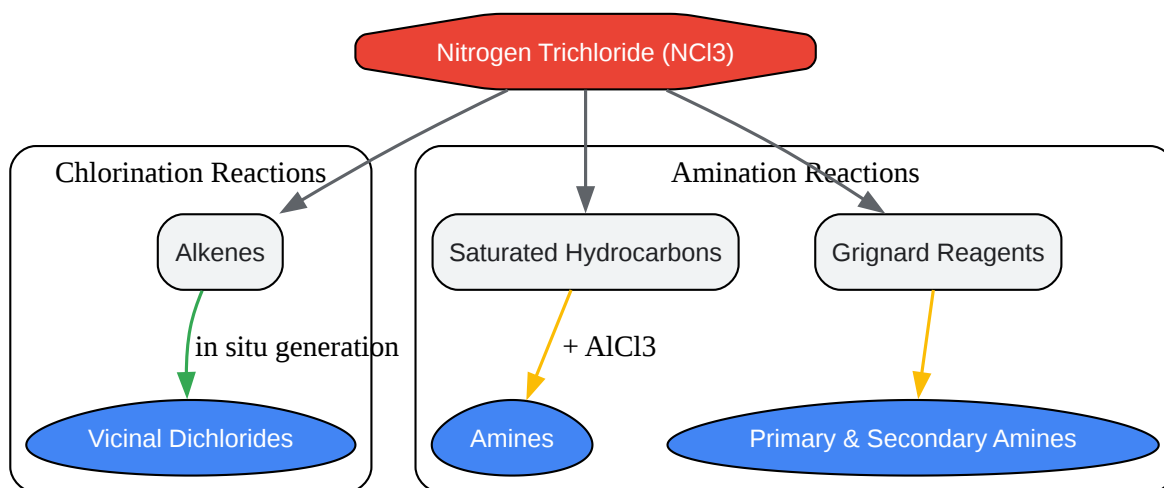 Nitrogen Trichloride (NCl3)
Chlorination Reactions
Amination Reactions
Alkenes
Saturated Hydrocarbons
Grignard Reagents
in situ generation
+ AlCl3
Vicinal Dichlorides
Amines
Primary & Secondary Amines